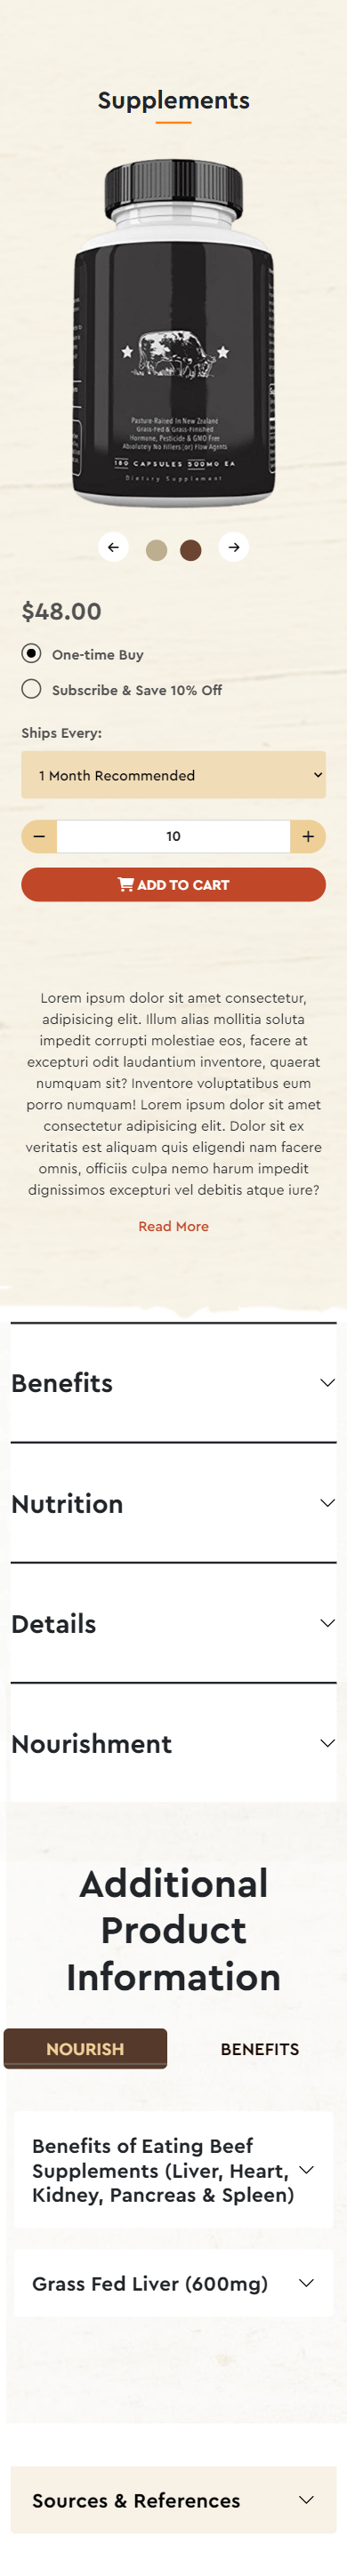 Supplements
Pasture-Raised In New Zealand
Grass-Fed & Grass-Finished
Hormone, Pesticide & GMO Free
Absolutely No Fillers (or) Flow Agents
180 CAPSULES 500MG EA
Dietary Supplement
$48.00
One-time Buy
Subscribe & Save 10% Off
Ships Every:
1 Month Recommended
10
ADD TO CART
Lorem ipsum dolor sit amet consectetur,
adipisicing elit. Illum alias mollitia soluta
impedit corrupti molestiae eos, facere at
excepturi odit laudantium inventore, quaerat
numquam sit? Inventore voluptatibus eum
porro numquam! Lorem ipsum dolor sit amet
consectetur adipisicing elit. Dolor sit ex
veritatis est aliquam quis eligendi nam facere
omnis, officiis culpa nemo harum impedit
dignissimos excepturi vel debitis atque iure?
Read More
Benefits
Nutrition
Details
Nourishment
Additional
Product
Information
NOURISH
BENEFITS
Benefits of Eating Beef
Supplements (Liver, Heart,
Kidney, Pancreas & Spleen)
Grass Fed Liver (600mg)
Sources & References